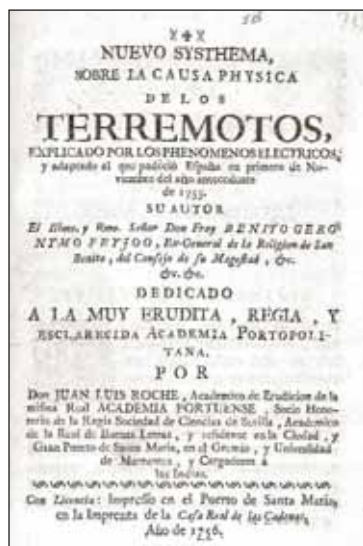 NUEVO SYSTHEMA,
SOBRE LA CAUSA PHYSICA
DE LOS
TERREMOTOS,
EXPLICADO POR LOS PHENOMENOS ELECTRICOS,
y adaptado al que padeciò España en primero de No-
viembre del año antecedente
de 1755.
SU AUTOR
El Illmo. y Rmo. Señor Don Fray BENITO GERO-
NYMO FEYJOO, Ex-General de la Religion de San
Benito, del Consejo de su Magestad, &c.
&c. &c.
DEDICADO
A LA MUY ERUDITA, REGIA, Y
ESCLARECIDA ACADEMIA PORTOPOLI-
TANA.
POR
Don JUAN LUIS ROCHE, Academico de Erudicion de la
misma Real ACADEMIA PORTUENSE, Socio Hono-
rario de la Regia Sociedad de Ciencias de Sevilla, Academico
de la Real de Buenas Letras, y residente en la Ciudad, y
Gran Puerto de Santa Maria, en el Comercio, y Universidad
de y Cargadores à
las Indias.
Con Licencia: Impresso en el Puerto de Santa Maria,
en la Imprenta de la Casa Real de las Cadenas,
Año de 1756.